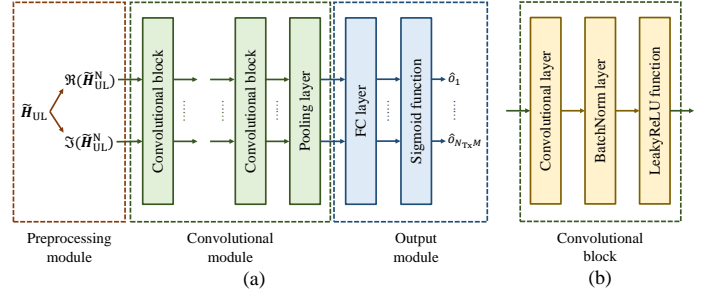 H̃_UL
ℜ(H̃_UL^N)
ℑ(H̃_UL^N)
Convolutional block
......
......
Convolutional block
......
Pooling layer
......
FC layer
......
Sigmoid function
ô_1
......
ô_{N_Tx M}
Preprocessing
module
Convolutional
module
Output
module
(a)
Convolutional layer
BatchNorm layer
LeakyReLU function
Convolutional
block
(b)